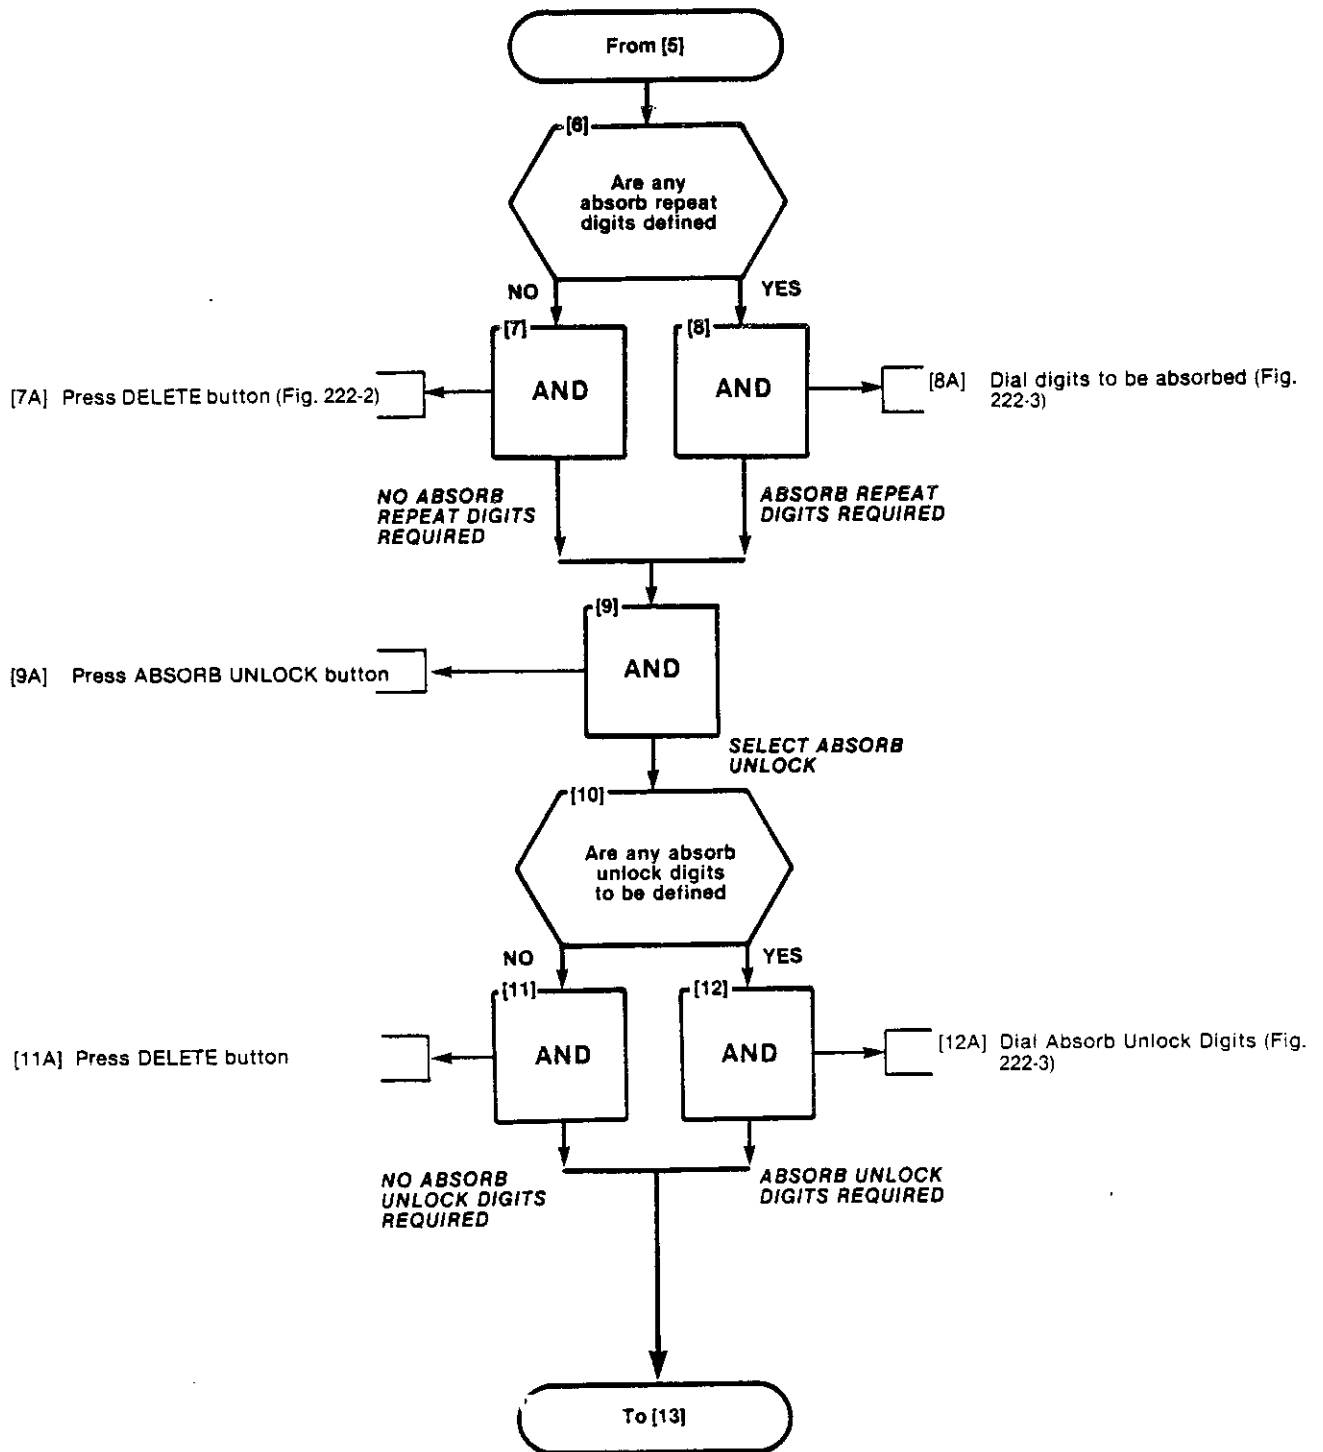 From [5]
[6]
Are any
absorb repeat
digits defined
NO
YES
[7]
[8]
AND
AND
[7A] Press DELETE button (Fig. 222-2)
[8A] Dial digits to be absorbed (Fig.
222-3)
NO ABSORB
REPEAT DIGITS
REQUIRED
ABSORB REPEAT
DIGITS REQUIRED
[9]
AND
[9A] Press ABSORB UNLOCK button
SELECT ABSORB
UNLOCK
[10]
Are any absorb
unlock digits
to be defined
NO
YES
[11]
[12]
AND
AND
[11A] Press DELETE button
[12A] Dial Absorb Unlock Digits (Fig.
222-3)
NO ABSORB
UNLOCK DIGITS
REQUIRED
ABSORB UNLOCK
DIGITS REQUIRED
To [13]